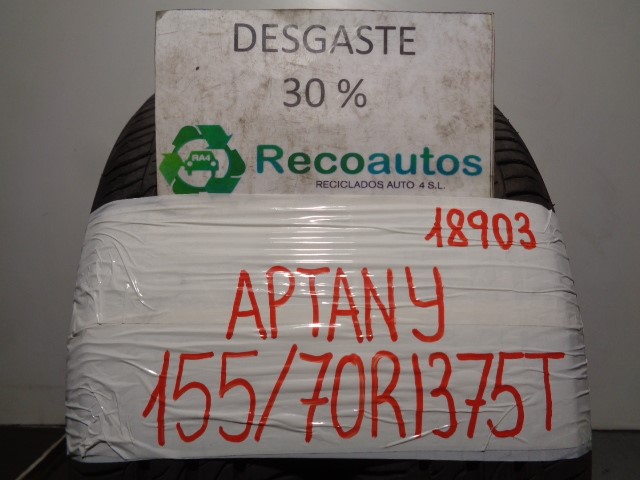 DESGASTE
30 %
RA4
Recoautos
RECICLADOS AUTO 4 S.L.
18903
APTANY
155/70R1375T